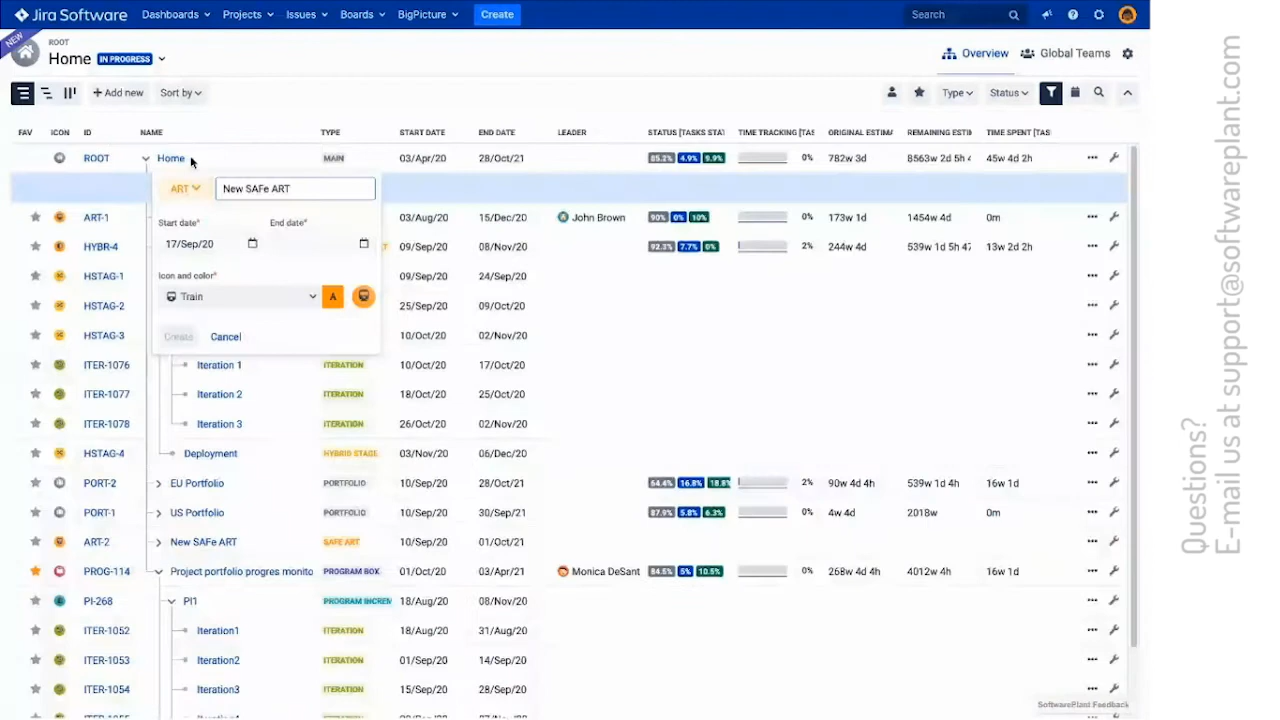 Jira Software Dashboards Projects Issues Boards BigPicture Create Search
NEW
ROOT
Home IN PROGRESS
Overview Global Teams
Add new Sort by Type Status
FAV ICON ID NAME TYPE START DATE END DATE LEADER STATUS [TASKS STAT TIME TRACKING [TAS ORIGINAL ESTIMA REMAINING ESTI TIME SPENT [TAS
ROOT Home MAIN 03/Apr/20 28/Oct/21 85.2% 4.9% 9.9% 0% 782w 3d 8563w 2d 5h 4 45w 4d 2h
ART New SAFe ART
ART-1 03/Aug/20 15/Dec/20 John Brown 90% 0% 10% 0% 173w 1d 1454w 4d 0m
Start date* End date*
HYBR-4 17/Sep/20 09/Sep/20 08/Nov/20 92.3% 7.7% 0% 2% 244w 4d 539w 1d 5h 47 13w 2d 2h
HSTAG-1 Icon and color* 09/Sep/20 24/Sep/20
HSTAG-2 Train A 25/Sep/20 09/Oct/20
HSTAG-3 Create Cancel 10/Oct/20 02/Nov/20
ITER-1076 Iteration 1 ITERATION 10/Oct/20 17/Oct/20
ITER-1077 Iteration 2 ITERATION 18/Oct/20 25/Oct/20
ITER-1078 Iteration 3 ITERATION 26/Oct/20 02/Nov/20
HSTAG-4 Deployment HYBRID STAGE 03/Nov/20 06/Dec/20
PORT-2 EU Portfolio PORTFOLIO 10/Sep/20 28/Oct/21 64.4% 16.8% 18.8% 2% 90w 4d 4h 539w 1d 4h 16w 1d
PORT-1 US Portfolio PORTFOLIO 10/Sep/20 30/Sep/21 87.9% 5.8% 6.3% 0% 4w 4d 2018w 0m
ART-2 New SAFe ART SAFE ART 10/Sep/20 01/Oct/21
PROG-114 Project portfolio progres monito PROGRAM BOX 01/Oct/20 03/Apr/21 Monica DeSant 84.5% 5% 10.5% 0% 268w 4d 4h 4012w 4h 16w 1d
PI-268 PI1 PROGRAM INCREM 18/Aug/20 08/Nov/20
ITER-1052 Iteration1 ITERATION 18/Aug/20 31/Aug/20
ITER-1053 Iteration2 ITERATION 01/Sep/20 14/Sep/20
ITER-1054 Iteration3 ITERATION 15/Sep/20 28/Sep/20
SoftwarePlant Feedback
Questions?
E-mail us at support@softwareplant.com